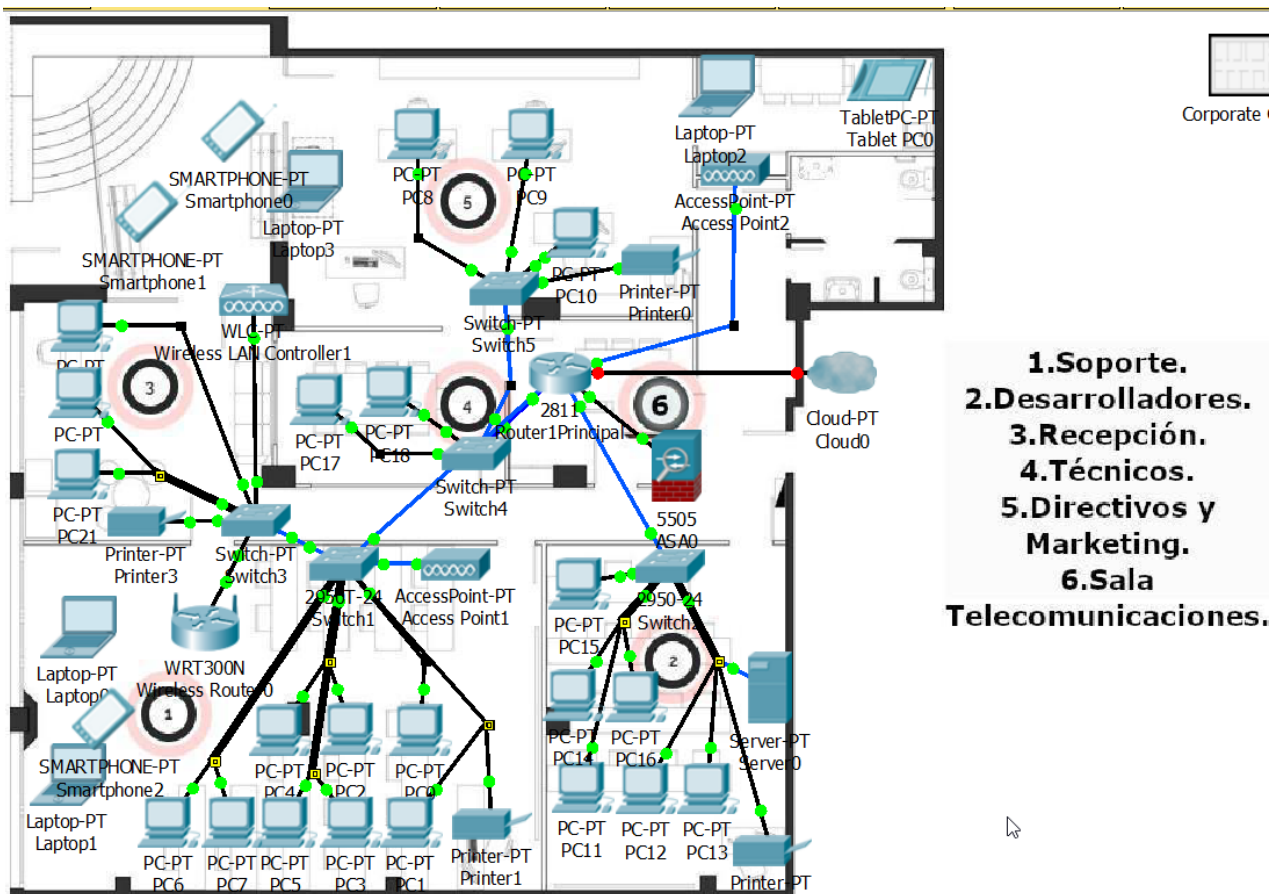 Corporate
Laptop-PT
Laptop2
TabletPC-PT
Tablet PC0
PC-PT
PC8
PC-PT
PC9
SMARTPHONE-PT
Smartphone0
5
AccessPoint-PT
Access Point2
Laptop-PT
Laptop3
SMARTPHONE-PT
Smartphone1
PC-PT
PC10
Printer-PT
Printer0
Switch-PT
Switch5
WLC-PT
Wireless LAN Controller1
PC-PT
3
PC-PT
4
6
2811
Router1Principal
Cloud-PT
Cloud0
PC-PT
PC17
PC-PT
PC18
Switch-PT
Switch4
1.Soporte.
2.Desarrolladores.
3.Recepción.
4.Técnicos.
5.Directivos y
Marketing.
6.Sala
Telecomunicaciones.
PC-PT
PC21
Printer-PT
Printer3
Switch-PT
Switch3
5505
ASA0
2950T-24
Switch1
AccessPoint-PT
Access Point1
2950-24
Switch2
PC-PT
PC15
2
Laptop-PT
WRT300N
Wireless Router0
1
PC-PT
PC14
PC-PT
PC16
Server-PT
Server0
SMARTPHONE-PT
Smartphone2
PC-PT
PC4
PC-PT
PC2
PC-PT
PC0
Laptop-PT
Laptop1
PC-PT
PC6
PC-PT
PC7
PC-PT
PC5
PC-PT
PC3
PC-PT
PC1
Printer-PT
Printer1
PC-PT
PC11
PC-PT
PC12
PC-PT
PC13
Printer-PT